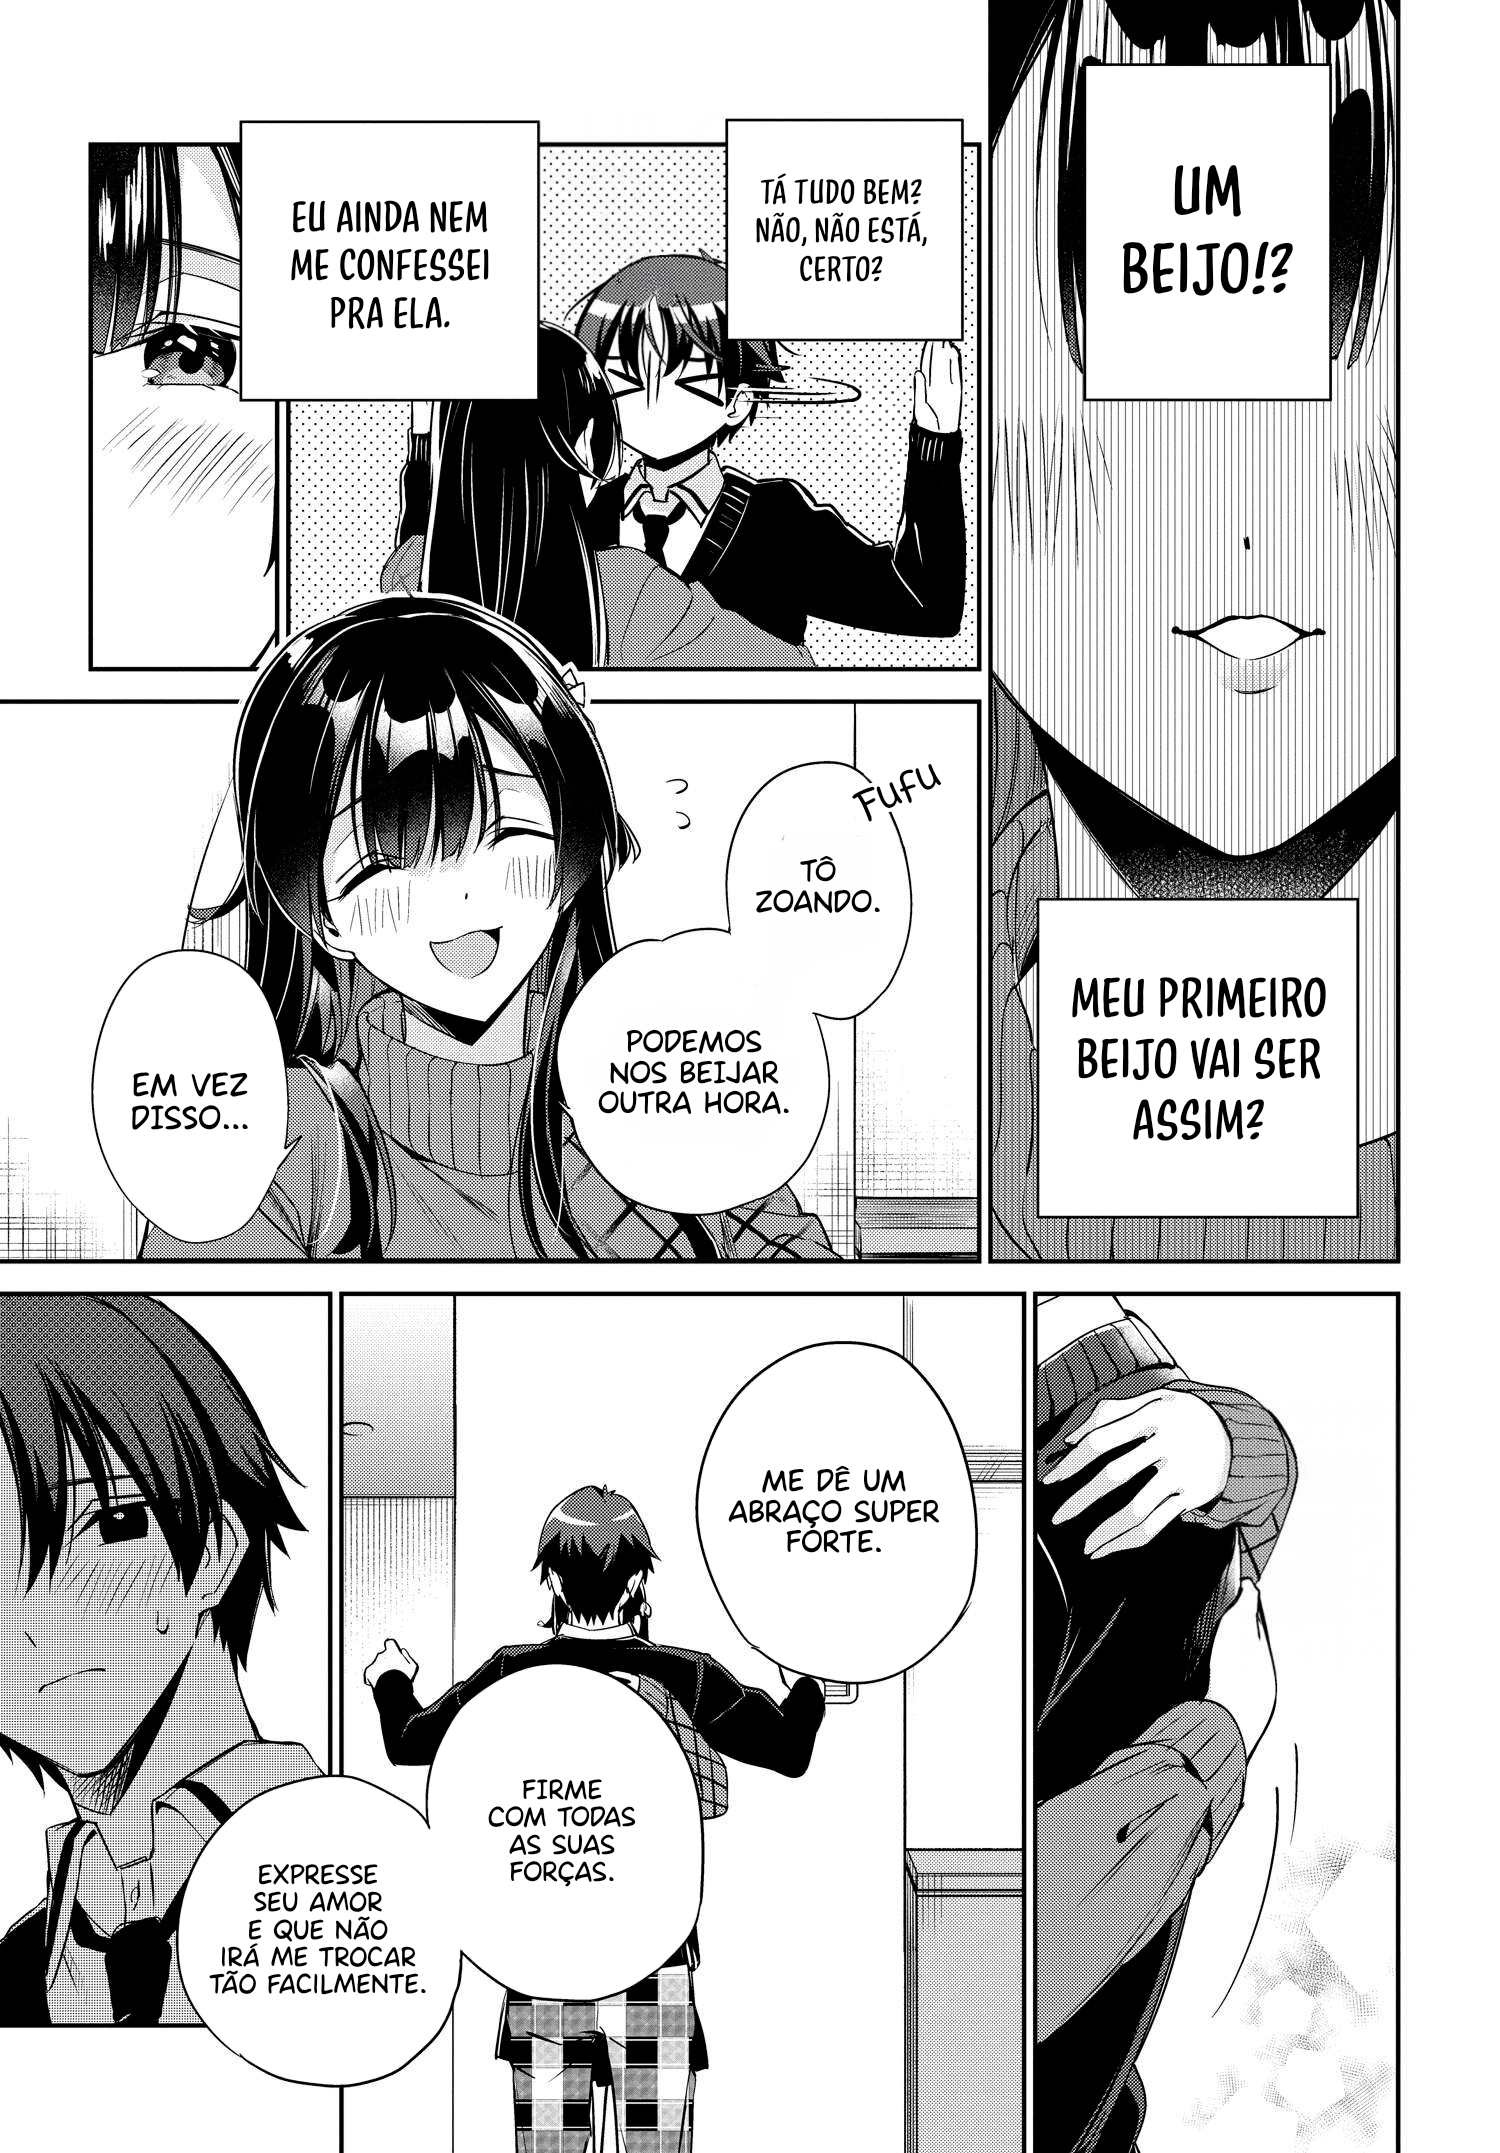 UM
BEIJO!?
MEU PRIMEIRO
BEIJO VAI SER
ASSIM?
TÁ TUDO BEM?
NÃO, NÃO ESTÁ,
CERTO?
EU AINDA NEM
ME CONFESSEI
PRA ELA.
FUFU
TÔ
ZOANDO.
PODEMOS
NOS BEIJAR
OUTRA HORA.
EM VEZ
DISSO...
ME DÊ UM
ABRAÇO SUPER
FORTE.
FIRME
COM TODAS
AS SUAS
FORÇAS.
EXPRESSE
SEU AMOR
E QUE NÃO
IRÁ ME TROCAR
TÃO FACILMENTE.